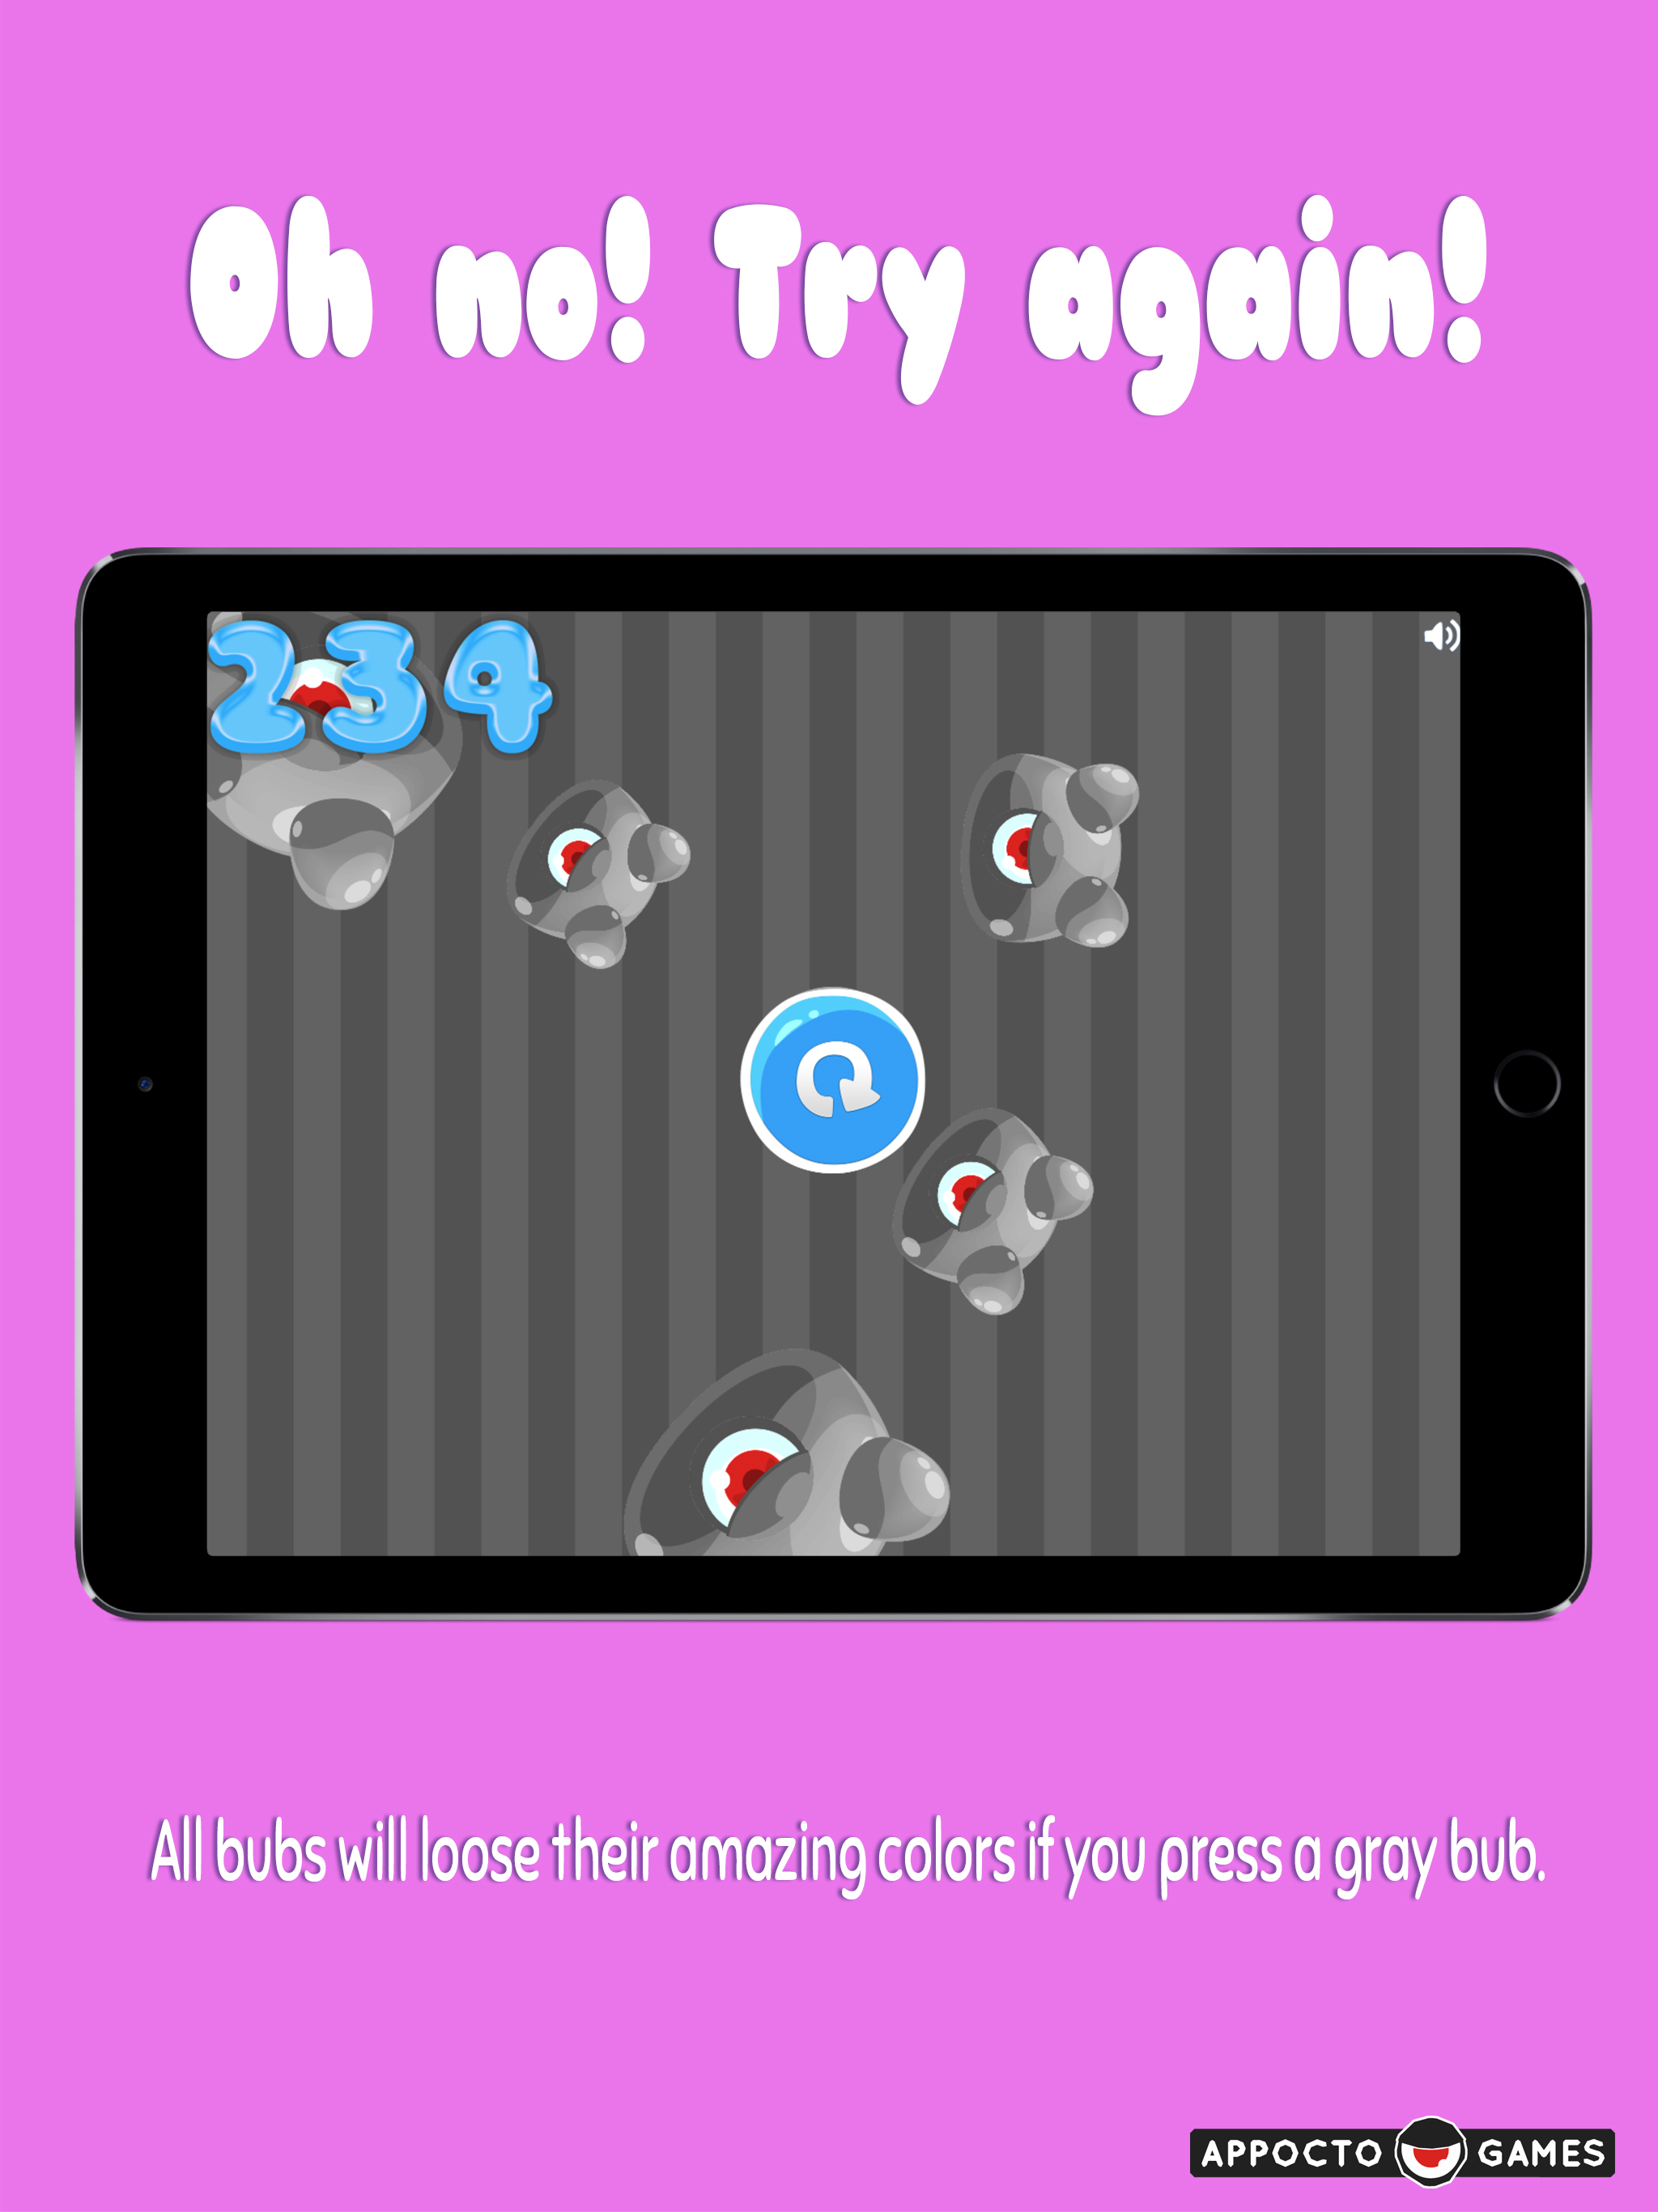 Oh no! Try again!
234
All bubs will loose their amazing colors if you press a gray bub.
APPOCTO GAMES